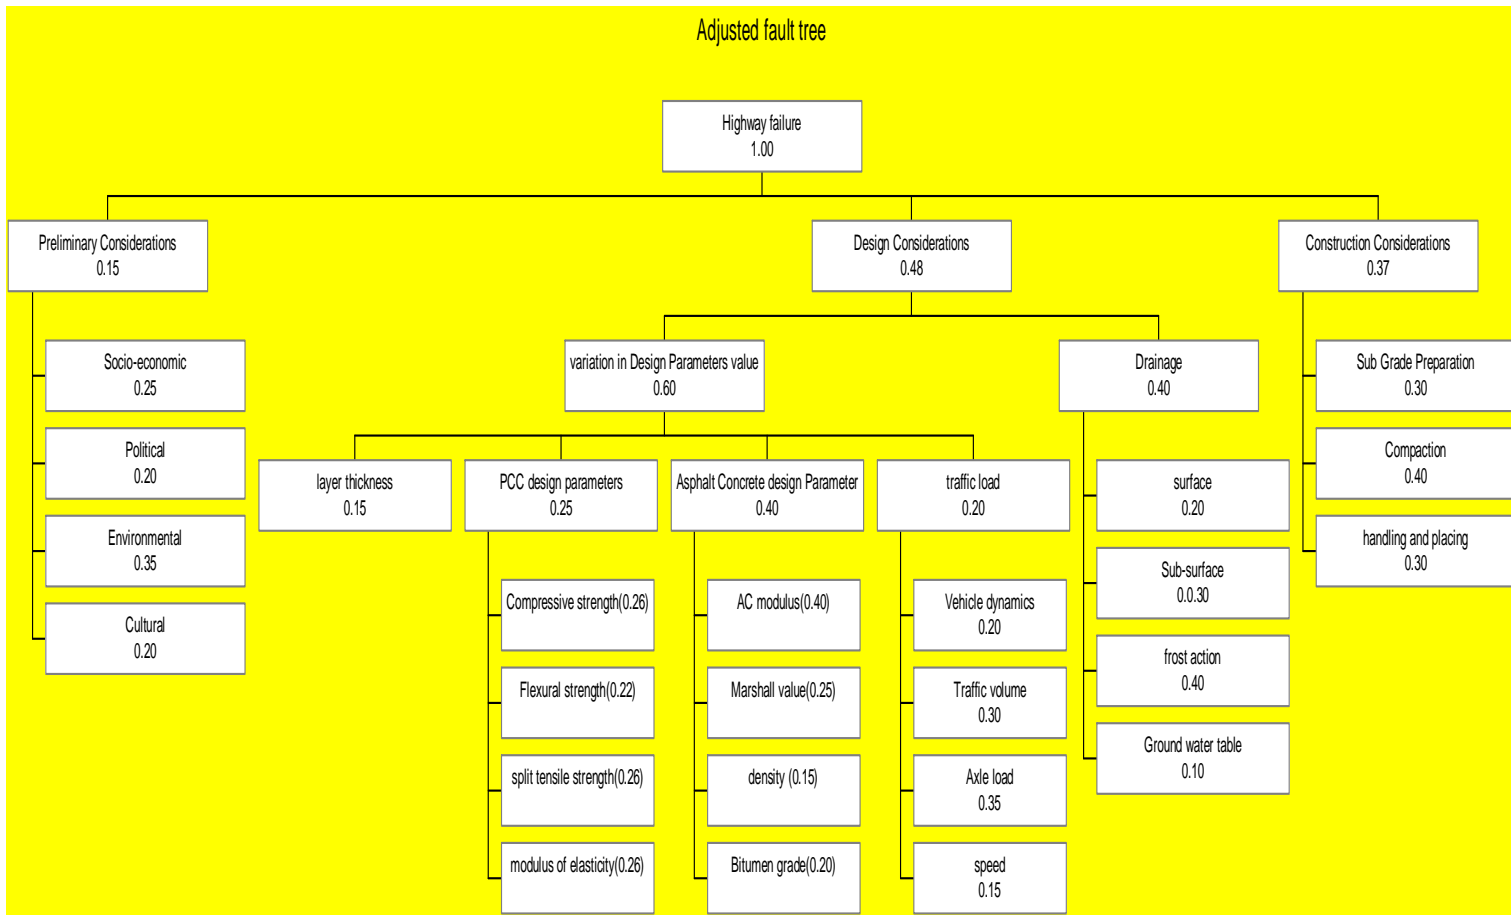 Adjusted fault tree
Highway failure
1.00
Preliminary Considerations
0.15
Design Considerations
0.48
Construction Considerations
0.37
Socio-economic
0.25
Political
0.20
Environmental
0.35
Cultural
0.20
variation in Design Parameters value
0.60
Drainage
0.40
layer thickness
0.15
PCC design parameters
0.25
Asphalt Concrete design Parameter
0.40
traffic load
0.20
Compressive strength(0.26)
Flexural strength(0.22)
split tensile strength(0.26)
modulus of elasticity(0.26)
AC modulus(0.40)
Marshall value(0.25)
density (0.15)
Bitumen grade(0.20)
Vehicle dynamics
0.20
Traffic volume
0.30
Axle load
0.35
speed
0.15
surface
0.20
Sub-surface
0.0.30
frost action
0.40
Ground water table
0.10
Sub Grade Preparation
0.30
Compaction
0.40
handling and placing
0.30